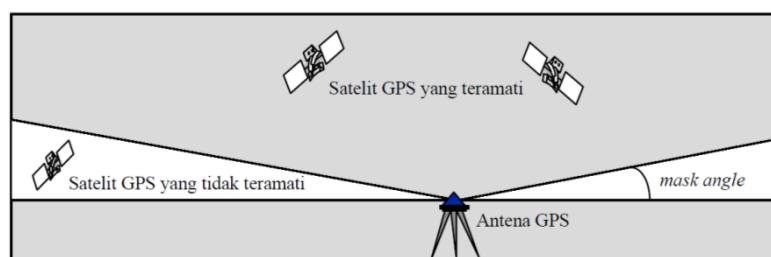 Satelit GPS yang teramati
Satelit GPS yang tidak teramati
mask angle
Antena GPS